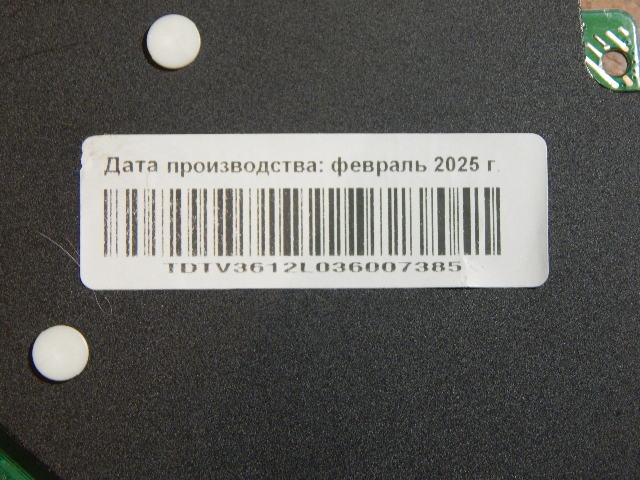 Дата производства: февраль 2025 г.
TDTV3612L036007385